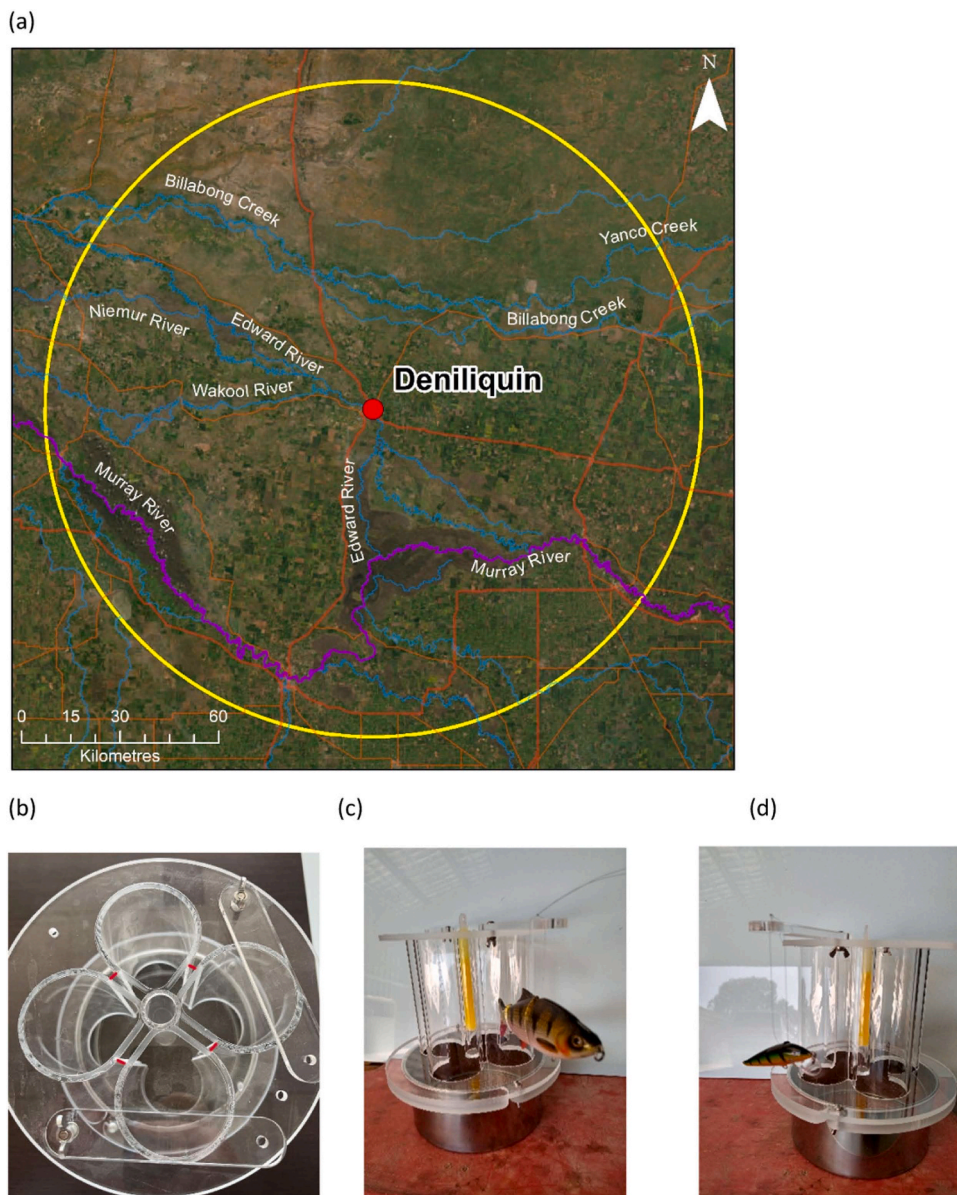 (a)
N
Billabong Creek
Yanco Creek
Billabong Creek
Niemur River
Edward River
Deniliquin
Wakool River
Murray River
Edward River
Murray River
0 15 30 60
Kilometres
(b)
(c)
(d)